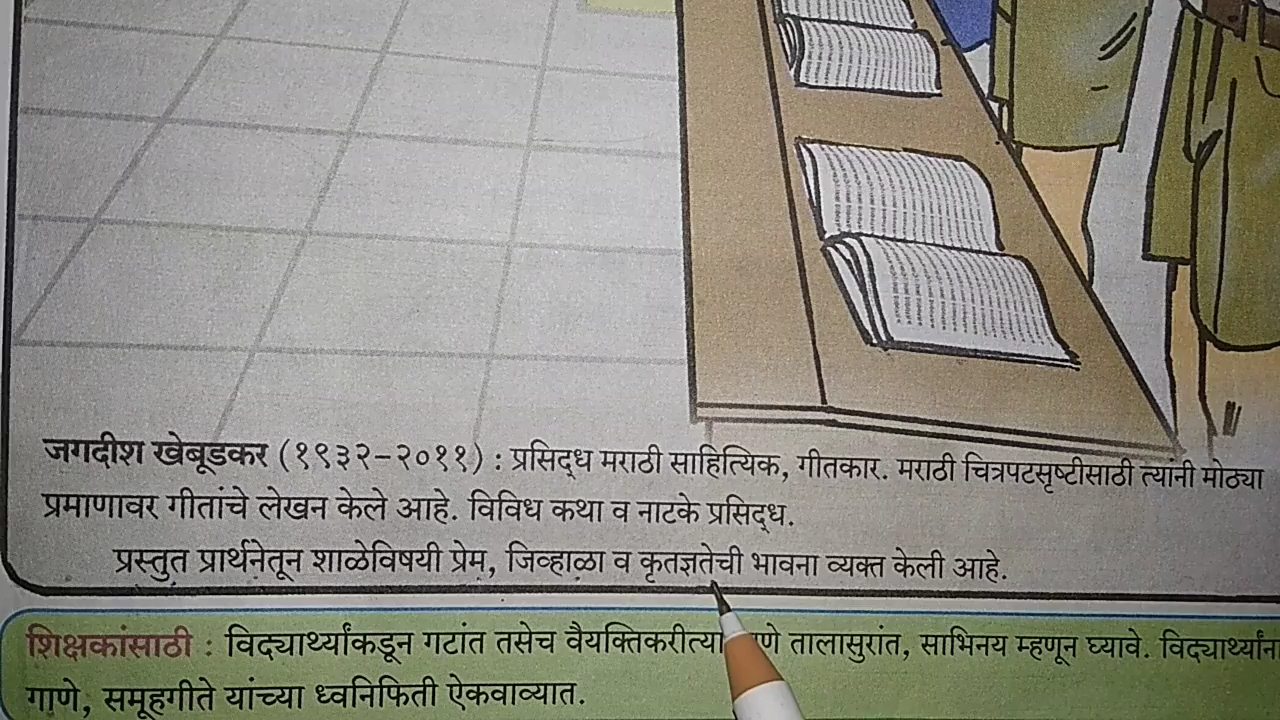 जगदीश खेबूडकर (१९३२-२०११) : प्रसिद्ध मराठी साहित्यिक, गीतकार. मराठी चित्रपटसृष्टीसाठी त्यांनी मोठ्या
प्रमाणावर गीतांचे लेखन केले आहे. विविध कथा व नाटके प्रसिद्ध.
प्रस्तुत प्रार्थनेतून शाळेविषयी प्रेम, जिव्हाळा व कृतज्ञतेची भावना व्यक्त केली आहे.
शिक्षकांसाठी : विद्यार्थ्यांकडून गटांत तसेच वैयक्तिकरीत्या तालासुरांत, साभिनय म्हणून घ्यावे.
गाणे, समूहगीते यांच्या ध्वनिफिती ऐकवाव्यात.